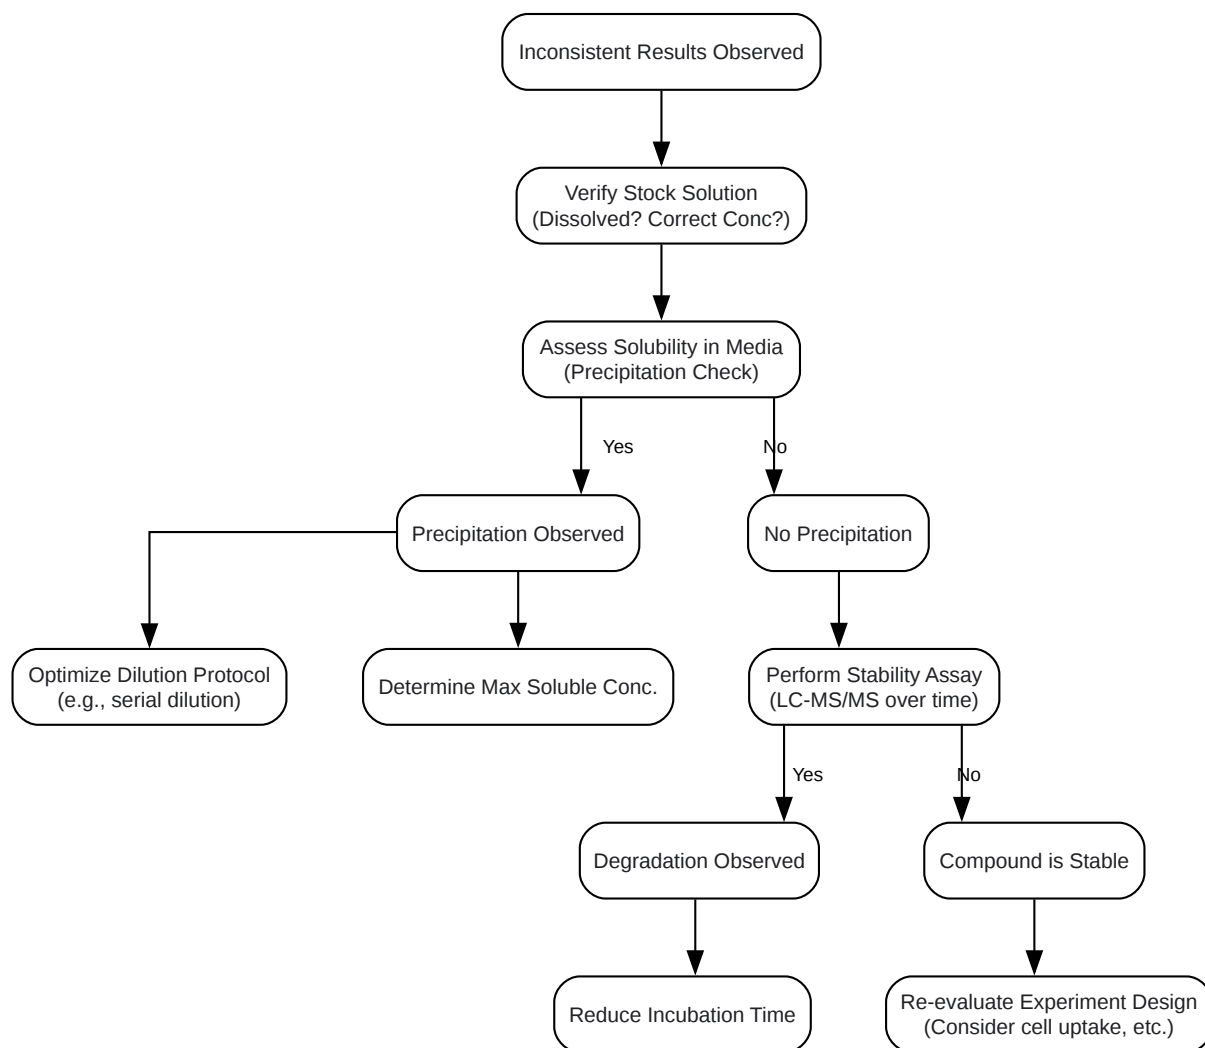 Inconsistent Results Observed
Verify Stock Solution
(Dissolved? Correct Conc?)
Assess Solubility in Media
(Precipitation Check)
Yes
No
Precipitation Observed
No Precipitation
Optimize Dilution Protocol
(e.g., serial dilution)
Determine Max Soluble Conc.
Perform Stability Assay
(LC-MS/MS over time)
Yes
No
Degradation Observed
Compound is Stable
Reduce Incubation Time
Re-evaluate Experiment Design
(Consider cell uptake, etc.)